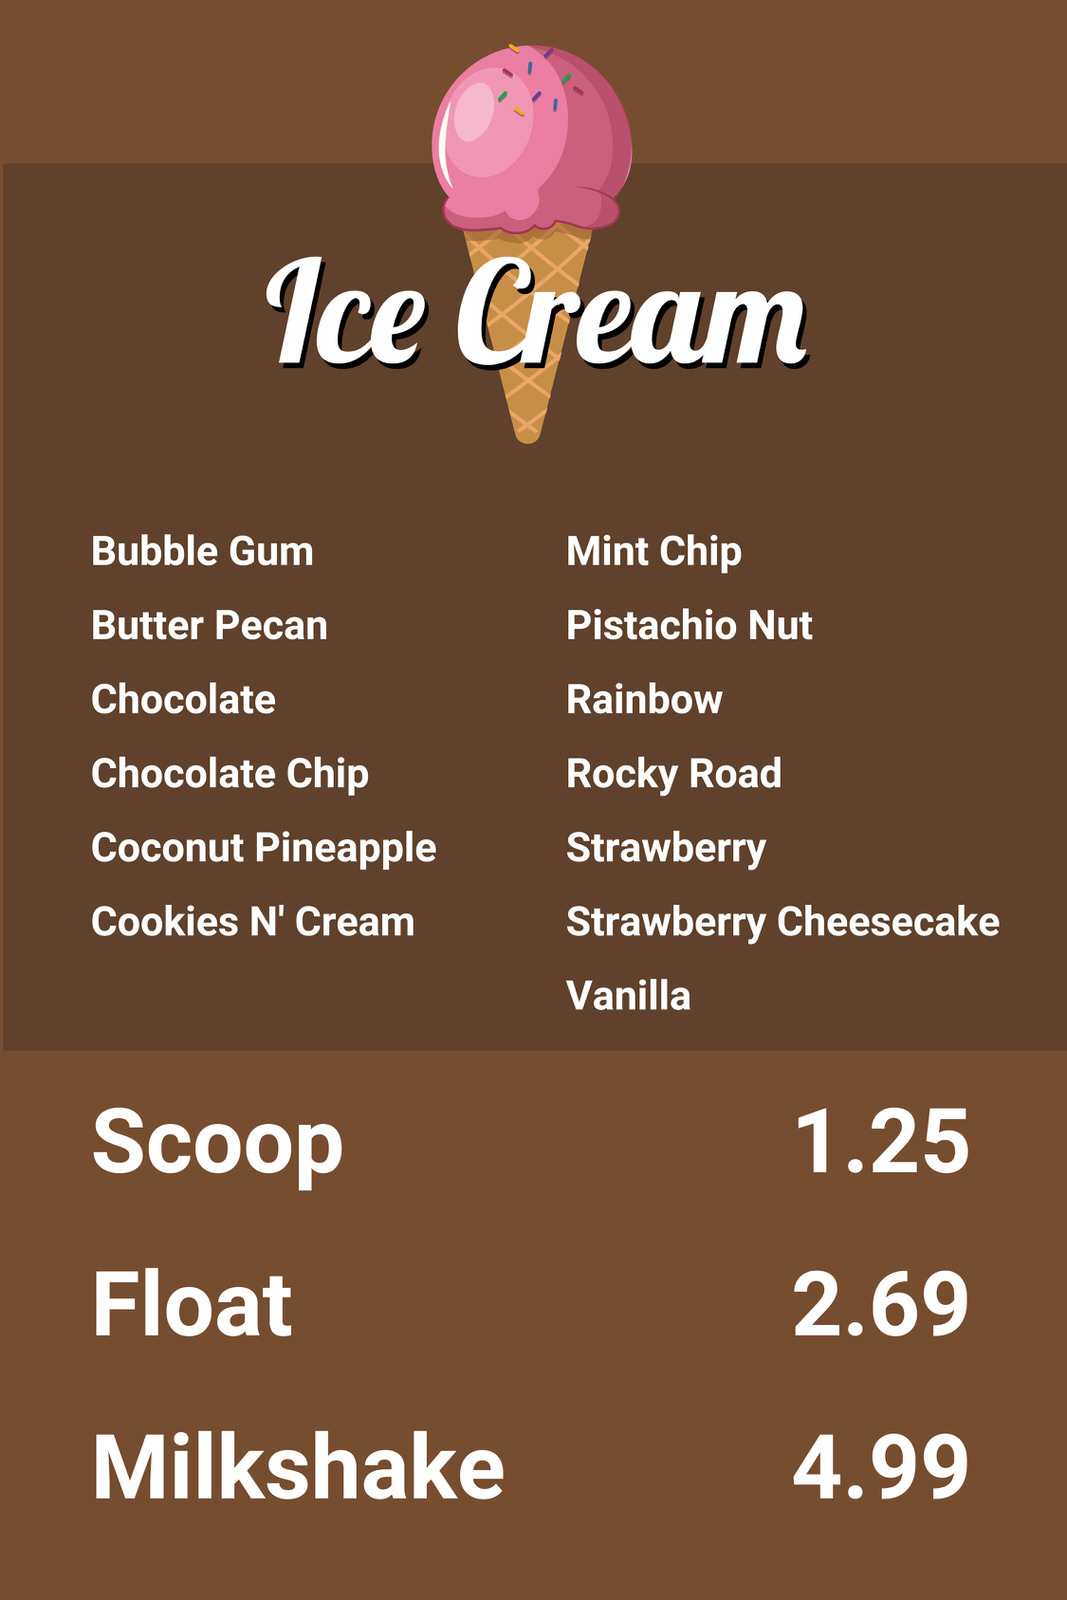 Ice Cream
Bubble Gum
Butter Pecan
Chocolate
Chocolate Chip
Coconut Pineapple
Cookies N' Cream
Mint Chip
Pistachio Nut
Rainbow
Rocky Road
Strawberry
Strawberry Cheesecake
Vanilla
Scoop 1.25
Float 2.69
Milkshake 4.99